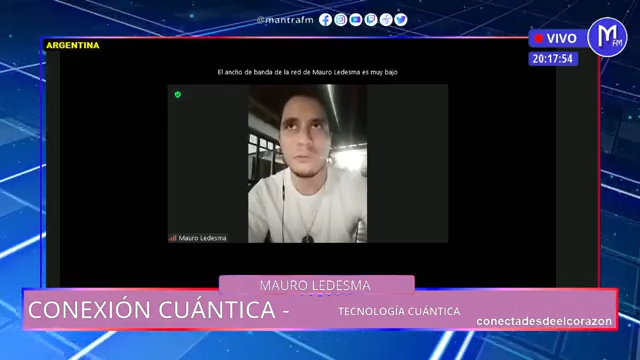 @mantrafm
ARGENTINA
VIVO
M
FM
20:17:54
El ancho de banda de la red de Mauro Ledesma es muy bajo
Mauro Ledesma
MAURO LEDESMA
CONEXIÓN CUÁNTICA -
TECNOLOGÍA CUÁNTICA
conectadesdeelcorazon